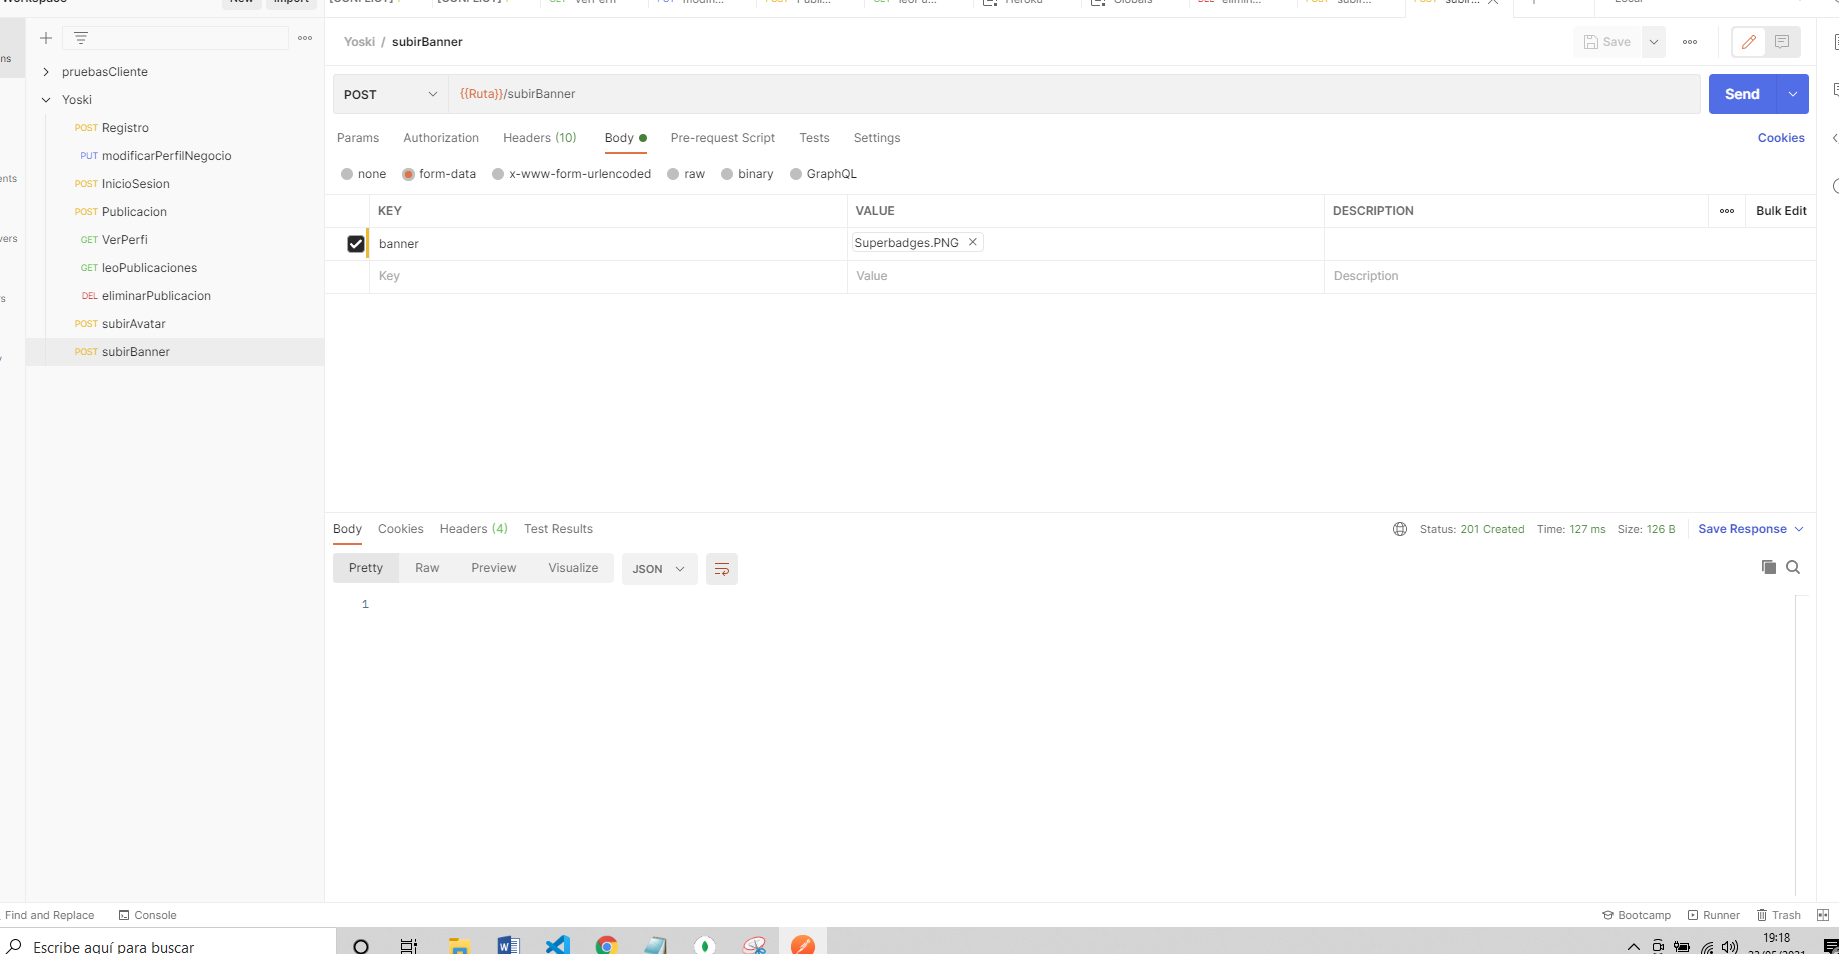 New Import
Yoski / subirBanner
Save
pruebasCliente
Yoski
POST Registro
PUT modificarPerfilNegocio
POST InicioSesion
POST Publicacion
GET VerPerfi
GET leoPublicaciones
DEL eliminarPublicacion
POST subirAvatar
POST subirBanner
POST {{Ruta}}/subirBanner Send
Params Authorization Headers (10) Body Pre-request Script Tests Settings Cookies
none form-data x-www-form-urlencoded raw binary GraphQL
KEY VALUE DESCRIPTION Bulk Edit
banner Superbadges.PNG
Key Value Description
Body Cookies Headers (4) Test Results Status: 201 Created Time: 127 ms Size: 126 B Save Response
Pretty Raw Preview Visualize JSON
1
Find and Replace Console Bootcamp Runner Trash
Escribe aquí para buscar
19:18